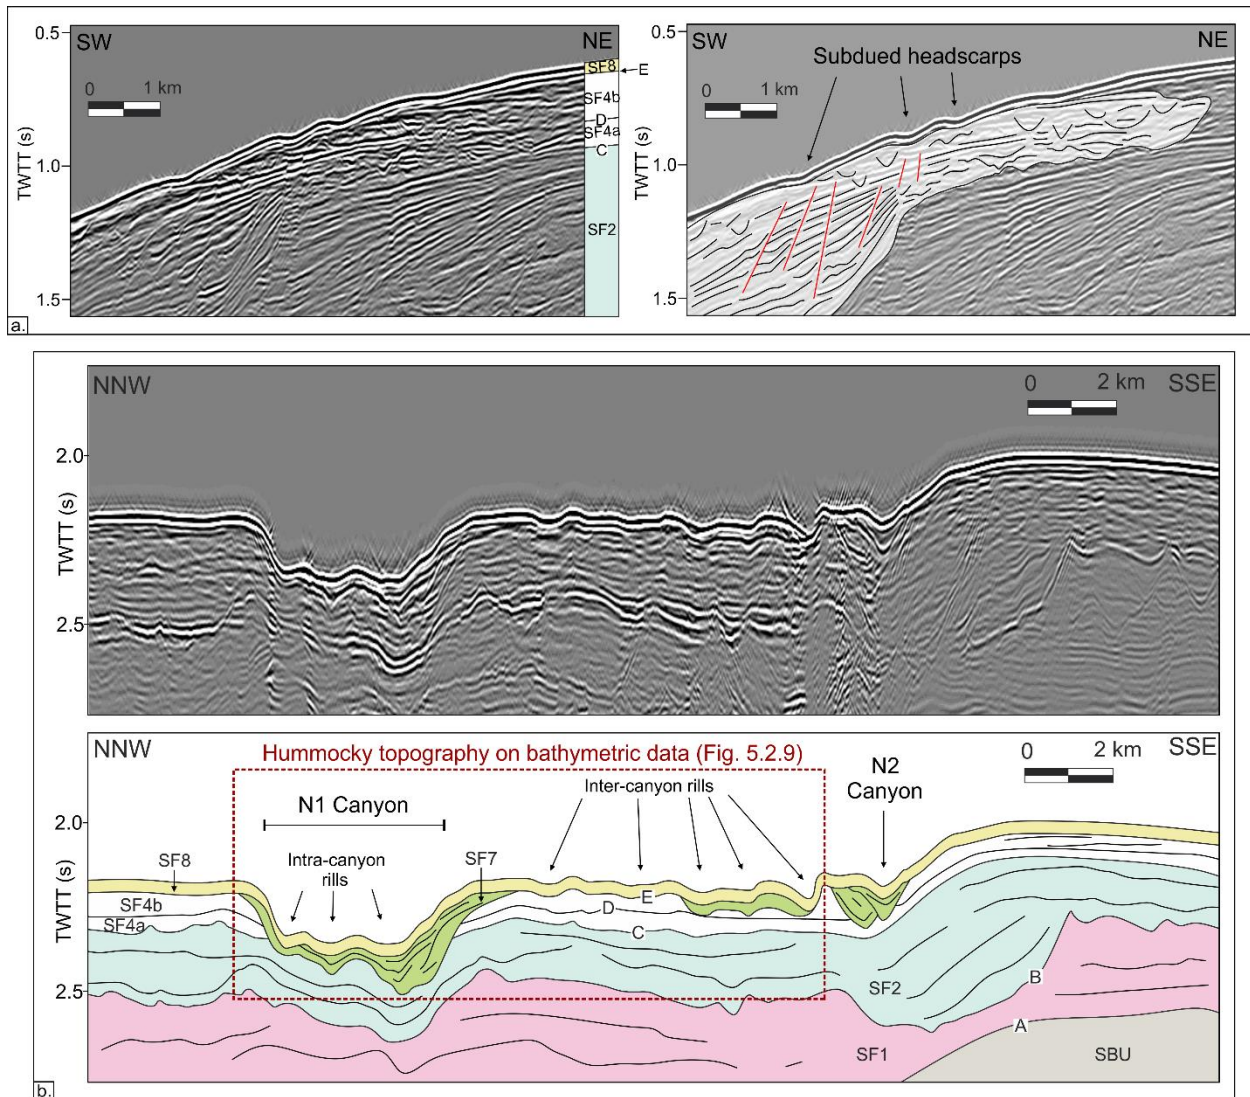 SW
NE
0.5
0 1 km
TWTT (s)
1.0
1.5
SF8
E
SF4b
D
SF4a
C
SF2
a.
SW
NE
0.5
Subdued headscarps
0 1 km
TWTT (s)
1.0
1.5
NNW
SSE
0 2 km
2.0
TWTT (s)
2.5
NNW
SSE
Hummocky topography on bathymetric data (Fig. 5.2.9)
0 2 km
N1 Canyon
Inter-canyon rills
N2
Canyon
2.0
TWTT (s)
2.5
SF8
Intra-canyon
rills
SF7
SF4b
SF4a
E
D
C
SF2
B
A
SF1
SBU
b.